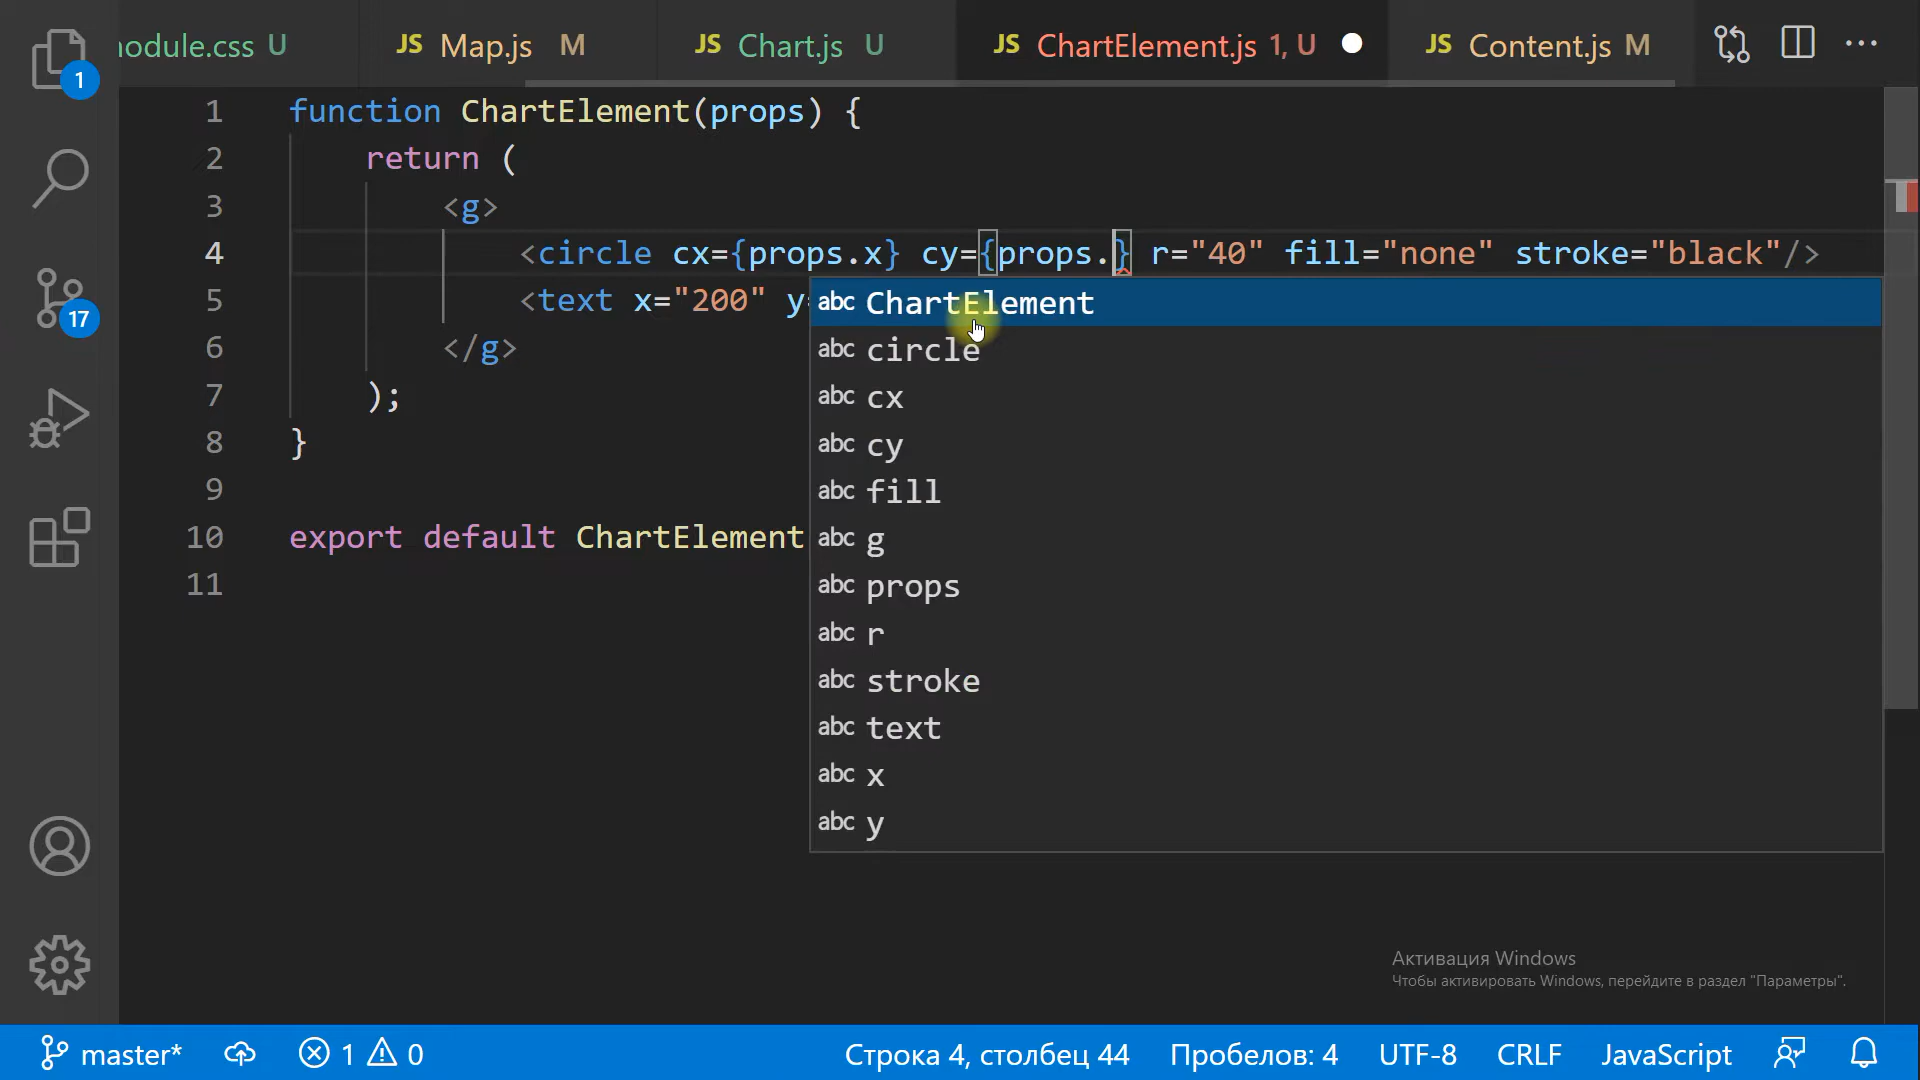 nodule.css U JS Map.js M JS Chart.js U JS ChartElement.js 1, U JS Content.js M
1
17
1 function ChartElement(props) {
2 return (
3 <g>
4 <circle cx={props.x} cy={props.} r="40" fill="none" stroke="black"/>
5 <text x="200" y=
6 </g>
7 );
8 }
9
10 export default ChartElement
11
abc ChartElement
abc circle
abc cx
abc cy
abc fill
abc g
abc props
abc r
abc stroke
abc text
abc x
abc y
Активация Windows
Чтобы активировать Windows, перейдите в раздел "Параметры".
master* 1 0 Строка 4, столбец 44 Пробелов: 4 UTF-8 CRLF JavaScript